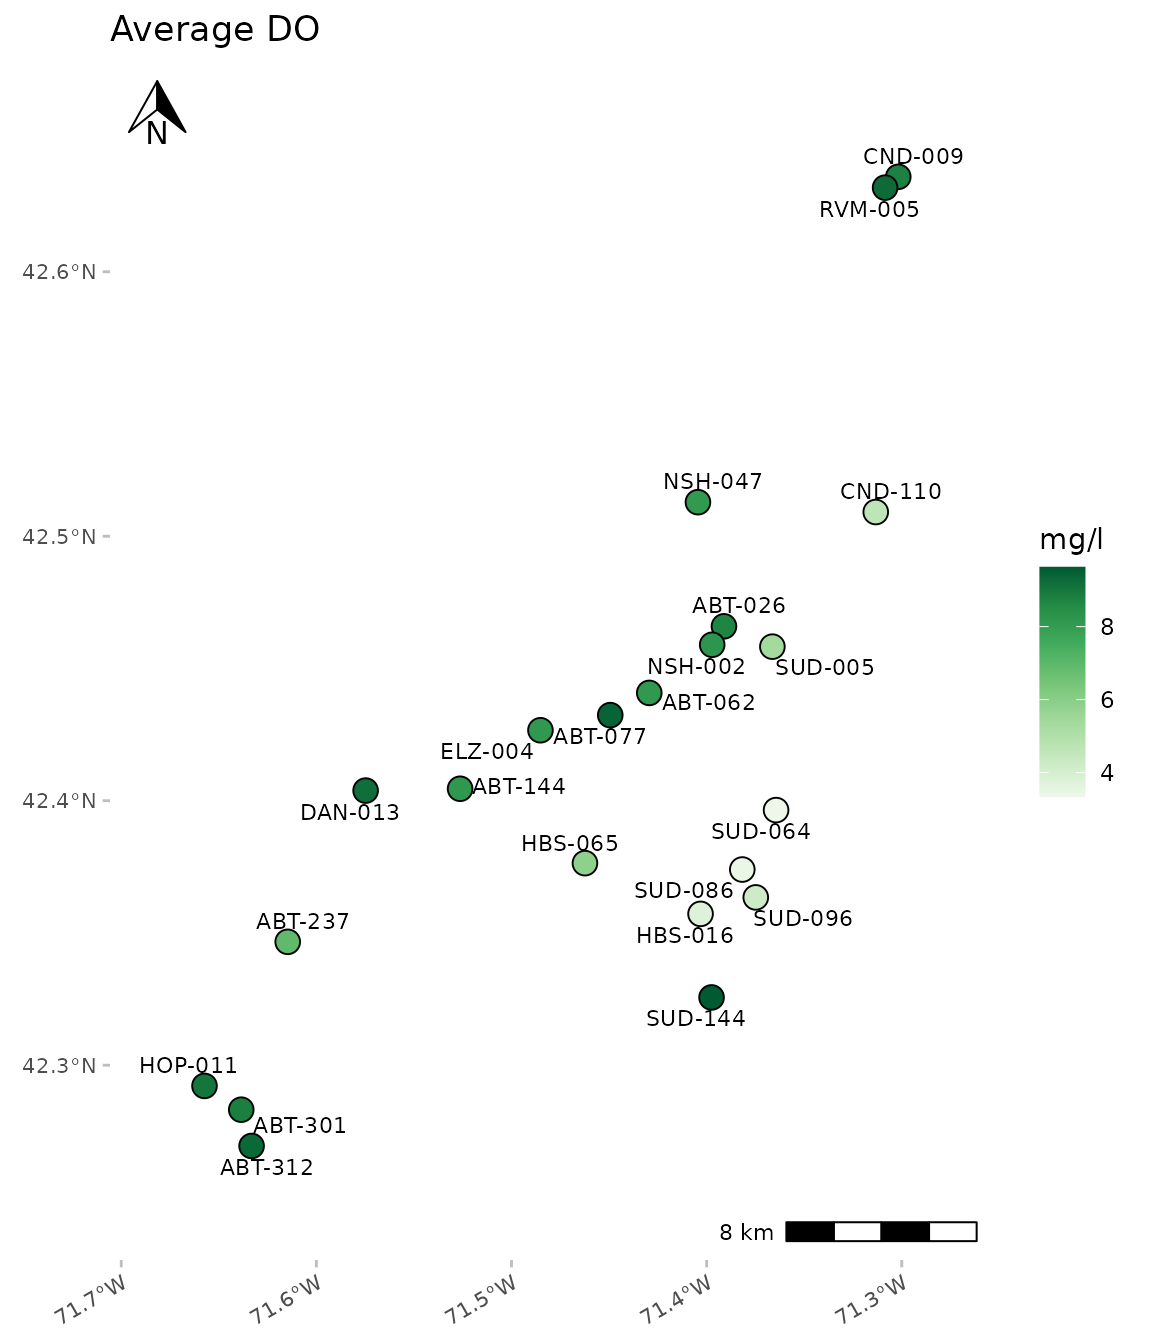 Average DO
N
CND-009
RVM-005
42.6°N
NSH-047
CND-110
42.5°N
mg/l
ABT-026
8
NSH-002
SUD-005
ABT-062
6
ABT-077
ELZ-004
4
ABT-144
42.4°N
DAN-013
SUD-064
HBS-065
SUD-086
ABT-237
SUD-096
HBS-016
SUD-144
42.3°N
HOP-011
ABT-301
ABT-312
8 km
71.7°W
71.6°W
71.5°W
71.4°W
71.3°W